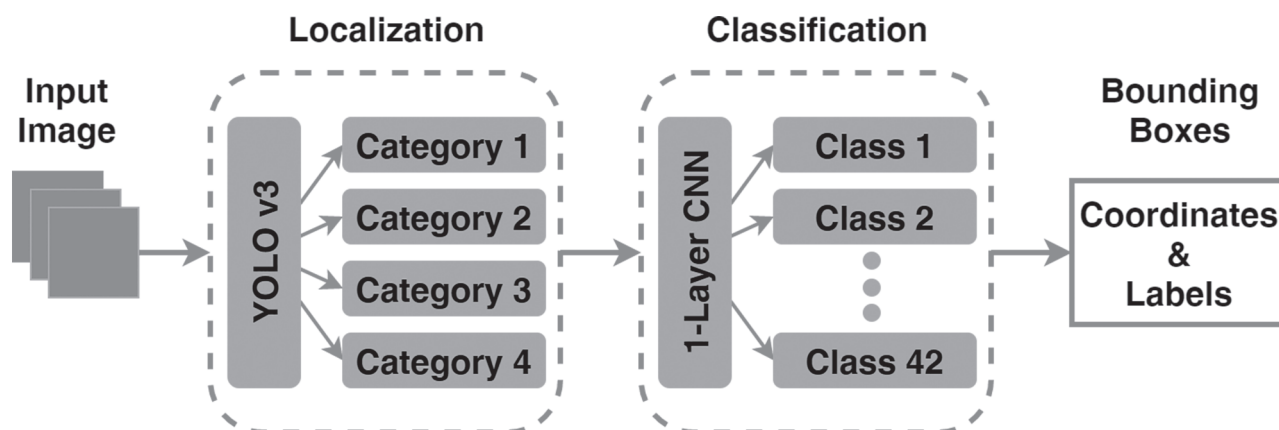 Localization
Classification
Input
Image
Bounding
Boxes
YOLO v3
Category 1
Category 2
Category 3
Category 4
1-Layer CNN
Class 1
Class 2
Class 42
Coordinates
&
Labels